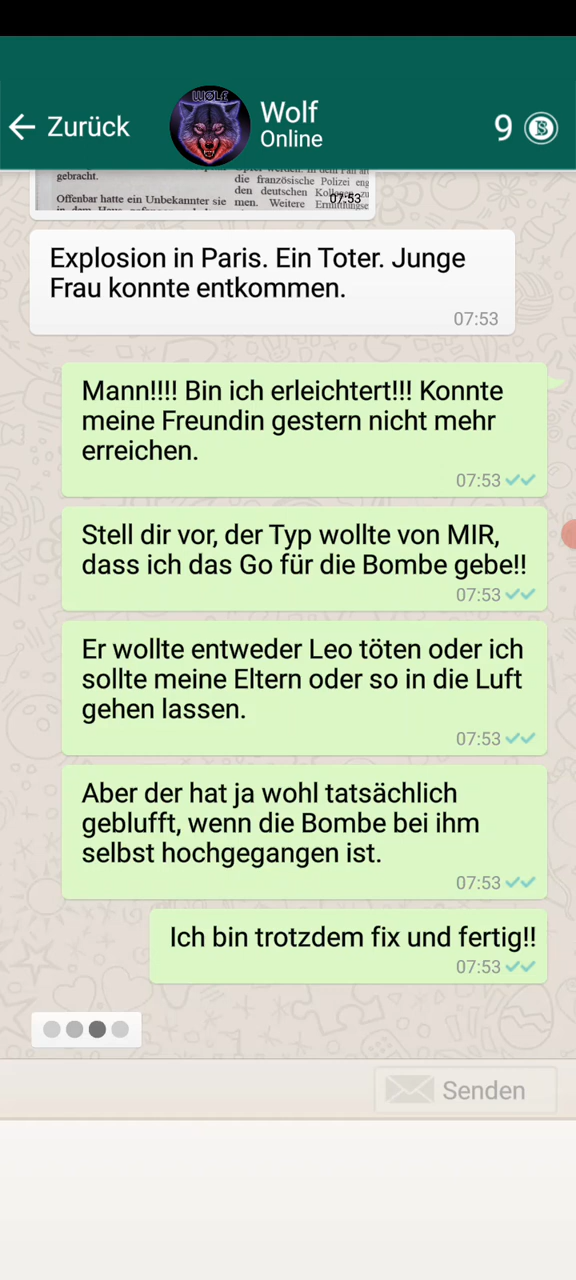 Zurück
WOLF
Wolf
Online
9
gebracht.
Offenbar hatte ein Unbekannter sie
die französische Polizei
den deutschen
men. Weitere
07:53
Explosion in Paris. Ein Toter. Junge
Frau konnte entkommen.
07:53
Mann!!!! Bin ich erleichtert!!! Konnte
meine Freundin gestern nicht mehr
erreichen.
07:53
Stell dir vor, der Typ wollte von MIR,
dass ich das Go für die Bombe gebe!!
07:53
Er wollte entweder Leo töten oder ich
sollte meine Eltern oder so in die Luft
gehen lassen.
07:53
Aber der hat ja wohl tatsächlich
geblufft, wenn die Bombe bei ihm
selbst hochgegangen ist.
07:53
Ich bin trotzdem fix und fertig!!
07:53
Senden